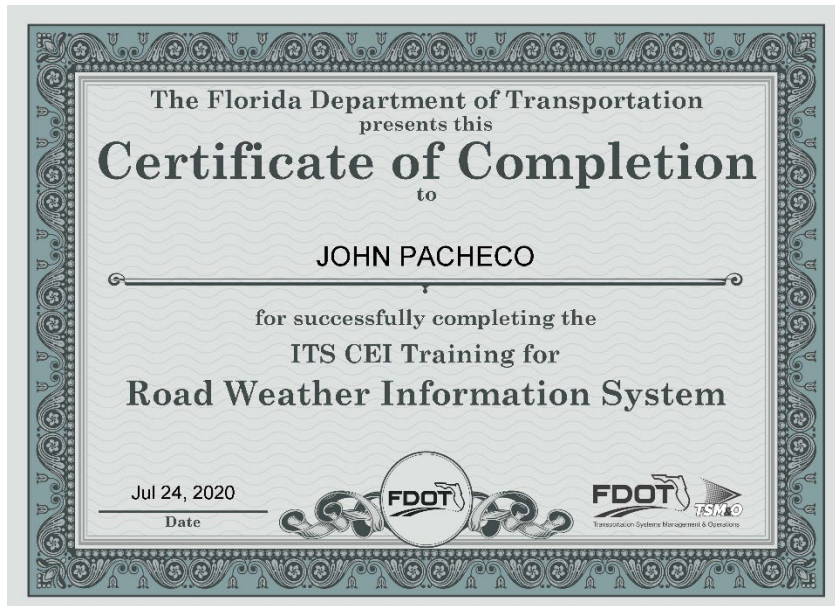 The Florida Department of Transportation
presents this
Certificate of Completion
to
JOHN PACHECO
for successfully completing the
ITS CEI Training for
Road Weather Information System
Jul 24, 2020
Date
FDOT
FDOT
TSM&O
Transportation Systems Management & Operations